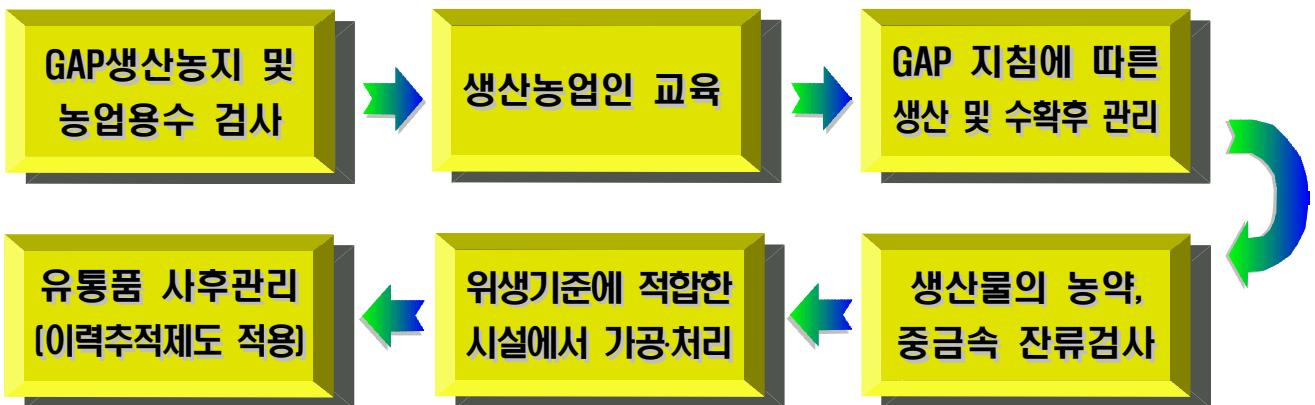 GAP생산농지 및
농업용수 검사
생산농업인 교육
GAP 지침에 따른
생산 및 수확후 관리
생산물의 농약,
중금속 잔류검사
위생기준에 적합한
시설에서 가공·처리
유통품 사후관리
(이력추적제도 적용)